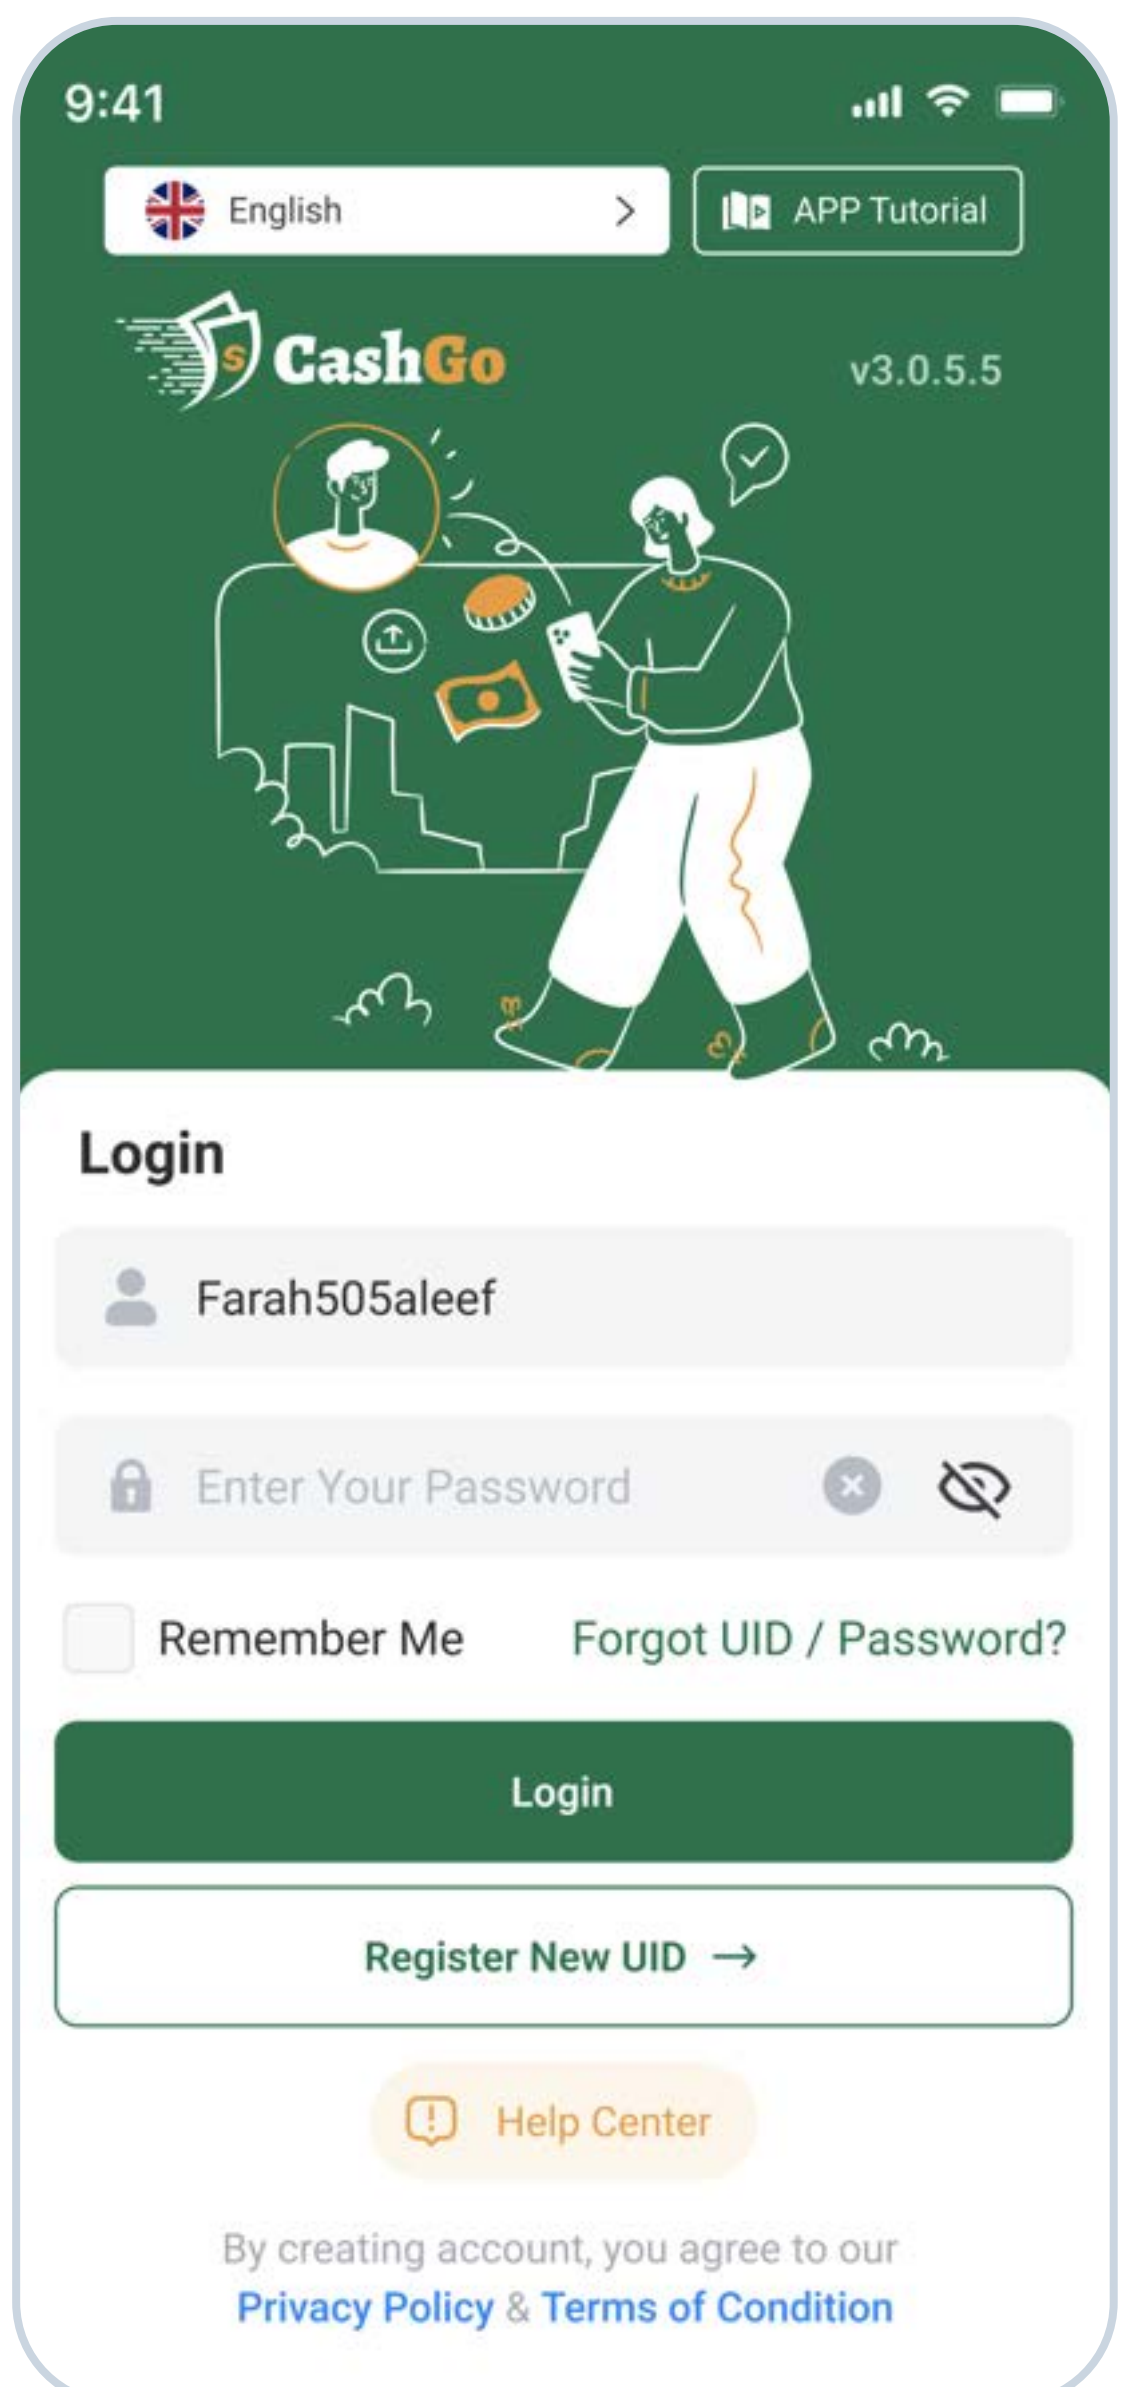 9:41
English
APP Tutorial
CashGo
v3.0.5.5
Login
Farah505aleef
Enter Your Password
Remember Me
Forgot UID / Password?
Login
Register New UID →
Help Center
By creating account, you agree to our
Privacy Policy & Terms of Condition